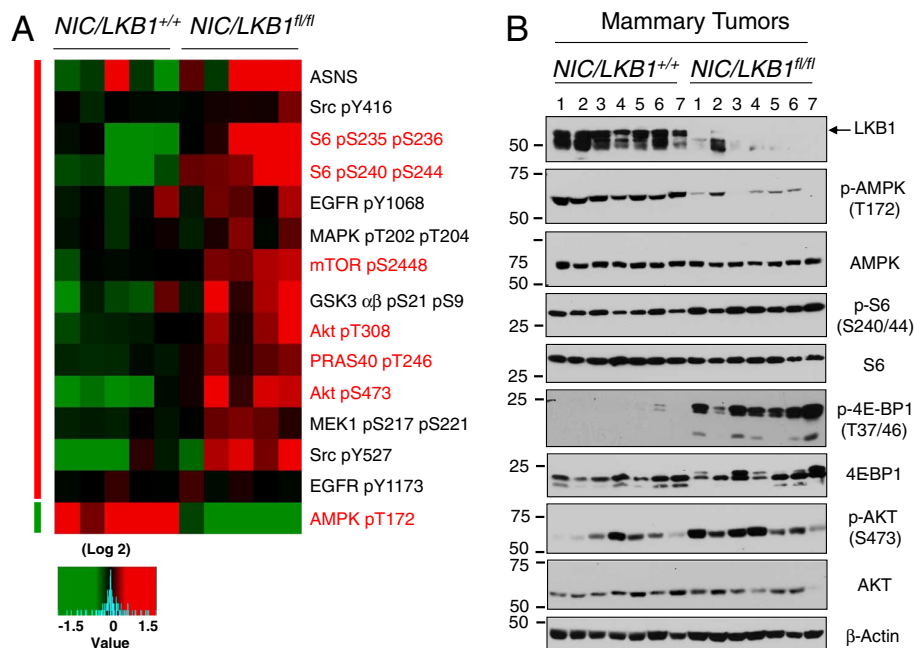 A
NIC/LKB1+/+ NIC/LKB1fl/fl
ASNS
Src pY416
S6 pS235 pS236
S6 pS240 pS244
EGFR pY1068
MAPK pT202 pT204
mTOR pS2448
GSK3 αβ pS21 pS9
Akt pT308
PRAS40 pT246
Akt pS473
MEK1 pS217 pS221
Src pY527
EGFR pY1173
AMPK pT172
(Log 2)
-1.5 0 1.5
Value
B
Mammary Tumors
NIC/LKB1+/+ NIC/LKB1fl/fl
1 2 3 4 5 6 7 1 2 3 4 5 6 7
50 LKB1
75
50
p-AMPK
(T172)
75
50
AMPK
25
p-S6
(S240/44)
25
S6
25
p-4E-BP1
(T37/46)
25
4E-BP1
75
50
p-AKT
(S473)
75
50
AKT
50
β-Actin